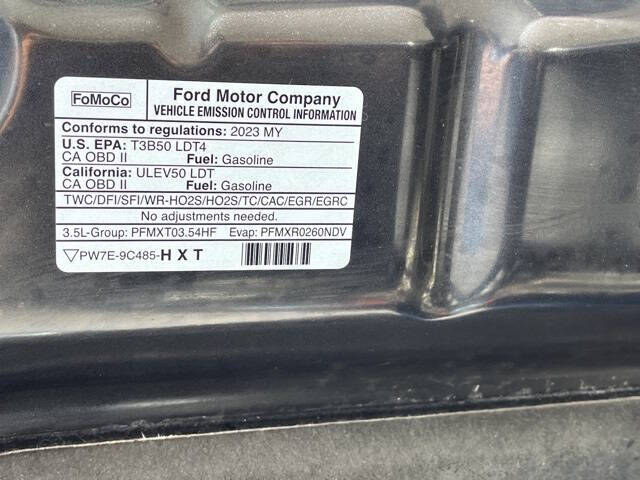 FoMoCo
Ford Motor Company
VEHICLE EMISSION CONTROL INFORMATION
Conforms to regulations: 2023 MY
U.S. EPA: T3B50 LDT4
CA OBD II Fuel: Gasoline
California: ULEV50 LDT
CA OBD II Fuel: Gasoline
TWC/DFI/SFI/WR-HO2S/HO2S/TC/CAC/EGR/EGRC
No adjustments needed.
3.5L-Group: PFMXT03.54HF Evap: PFMXR0260NDV
▽PW7E-9C485-H X T